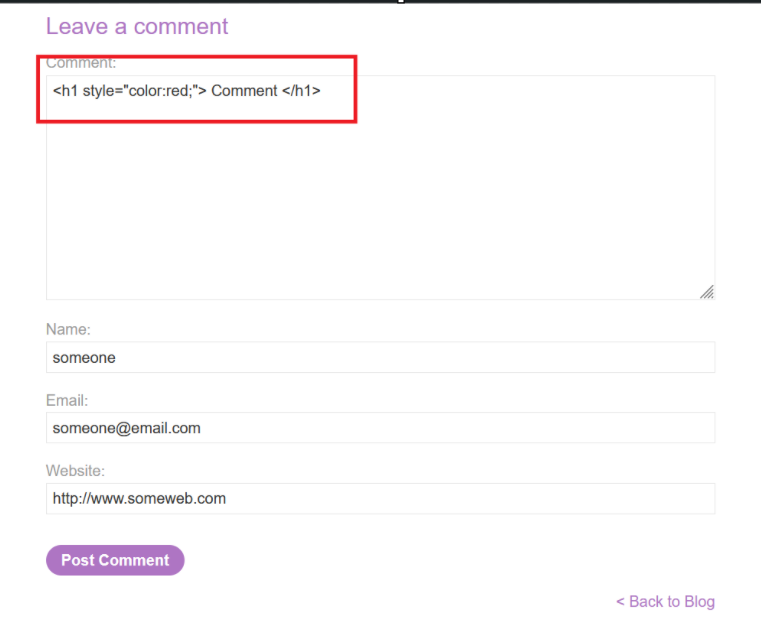 Leave a comment
Comment:
<h1 style="color:red;"> Comment </h1>
Name:
someone
Email:
someone@email.com
Website:
http://www.someweb.com
Post Comment
< Back to Blog